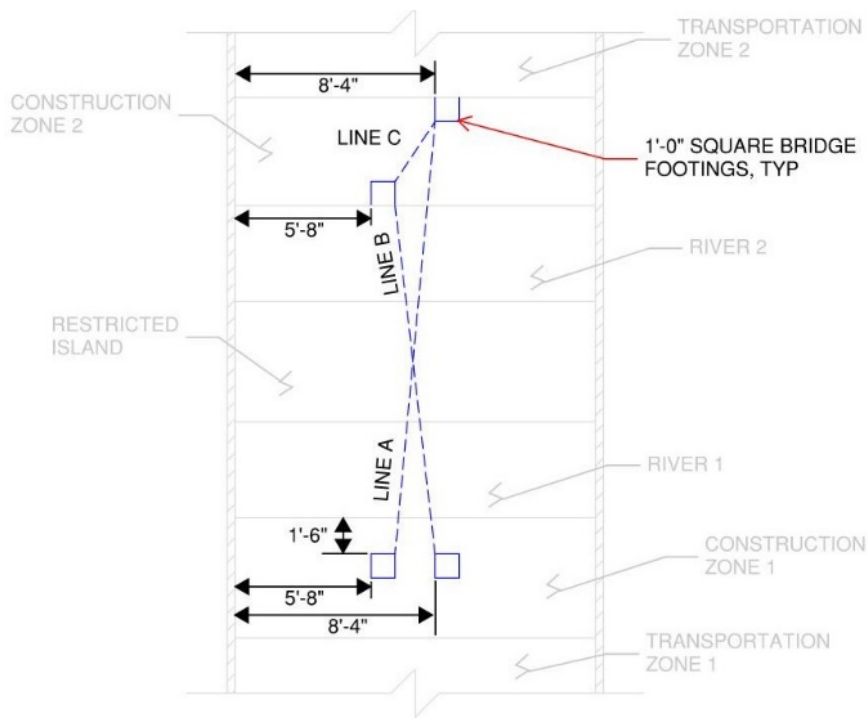 TRANSPORTATION
ZONE 2
8'-4"
CONSTRUCTION
ZONE 2
LINE C
1'-0" SQUARE BRIDGE
FOOTINGS, TYP
5'-8"
LINE B
RIVER 2
RESTRICTED
ISLAND
LINE A
RIVER 1
1'-6"
CONSTRUCTION
ZONE 1
5'-8"
8'-4"
TRANSPORTATION
ZONE 1